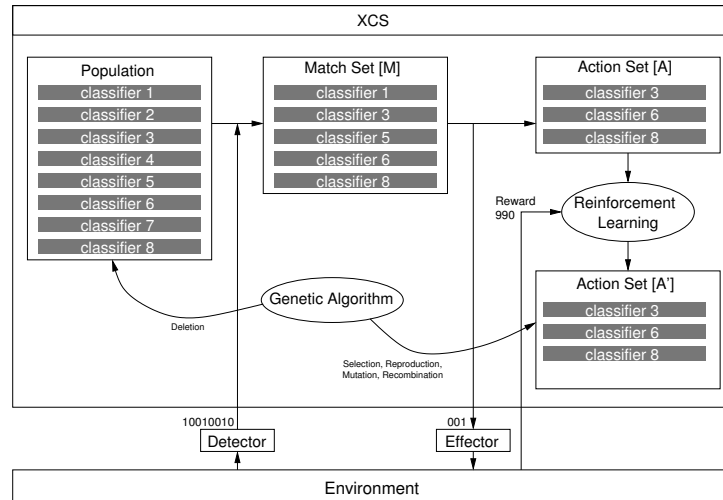 XCS
Population
classifier 1
classifier 2
classifier 3
classifier 4
classifier 5
classifier 6
classifier 7
classifier 8
Match Set [M]
classifier 1
classifier 3
classifier 5
classifier 6
classifier 8
Action Set [A]
classifier 3
classifier 6
classifier 8
Reward
990
Reinforcement
Learning
Action Set [A']
classifier 3
classifier 6
classifier 8
Genetic Algorithm
Deletion
Selection, Reproduction,
Mutation, Recombination
10010010
Detector
001
Effector
Environment